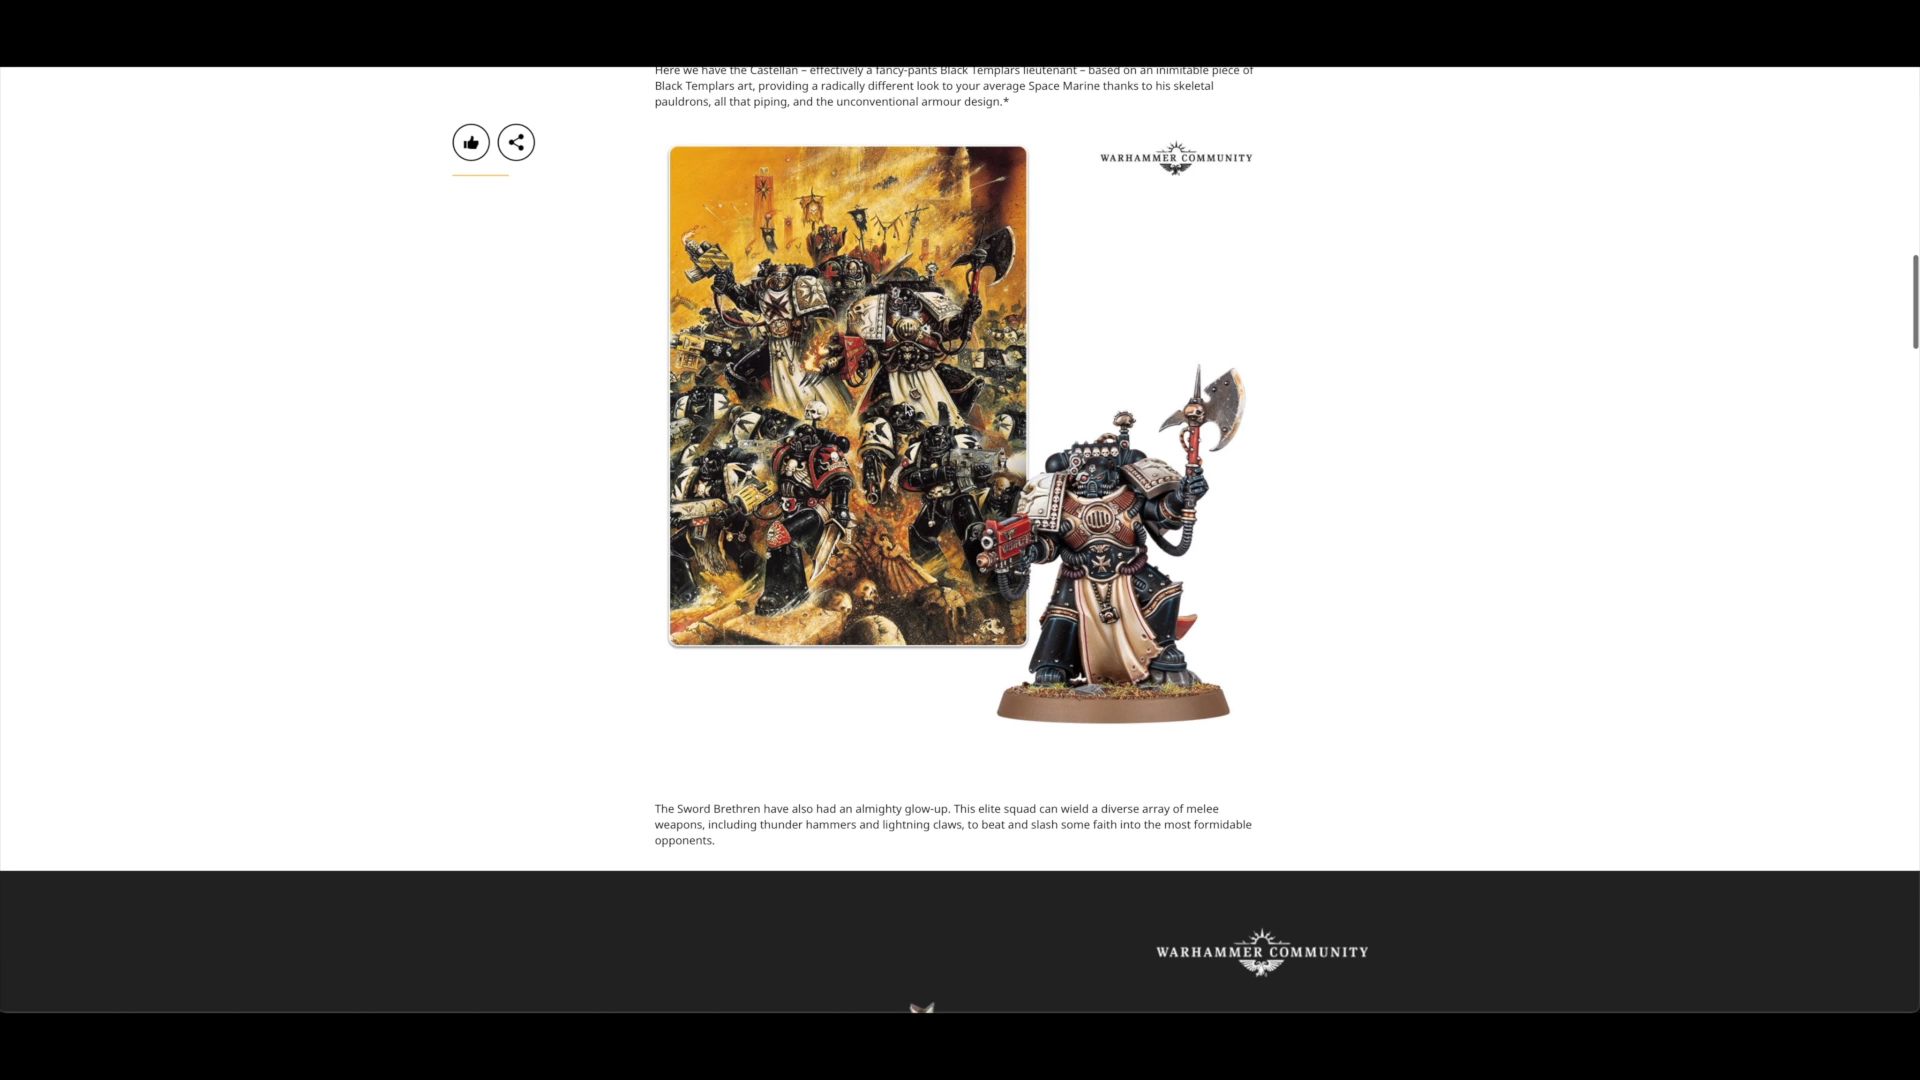 Here we have the Castellan – effectively a fancy-pants Black Templars lieutenant – based on an inimitable piece of
Black Templars art, providing a radically different look to your average Space Marine thanks to his skeletal
pauldrons, all that piping, and the unconventional armour design.*
WARHAMMER COMMUNITY
The Sword Brethren have also had an almighty glow-up. This elite squad can wield a diverse array of melee
weapons, including thunder hammers and lightning claws, to beat and slash some faith into the most formidable
opponents.
WARHAMMER COMMUNITY